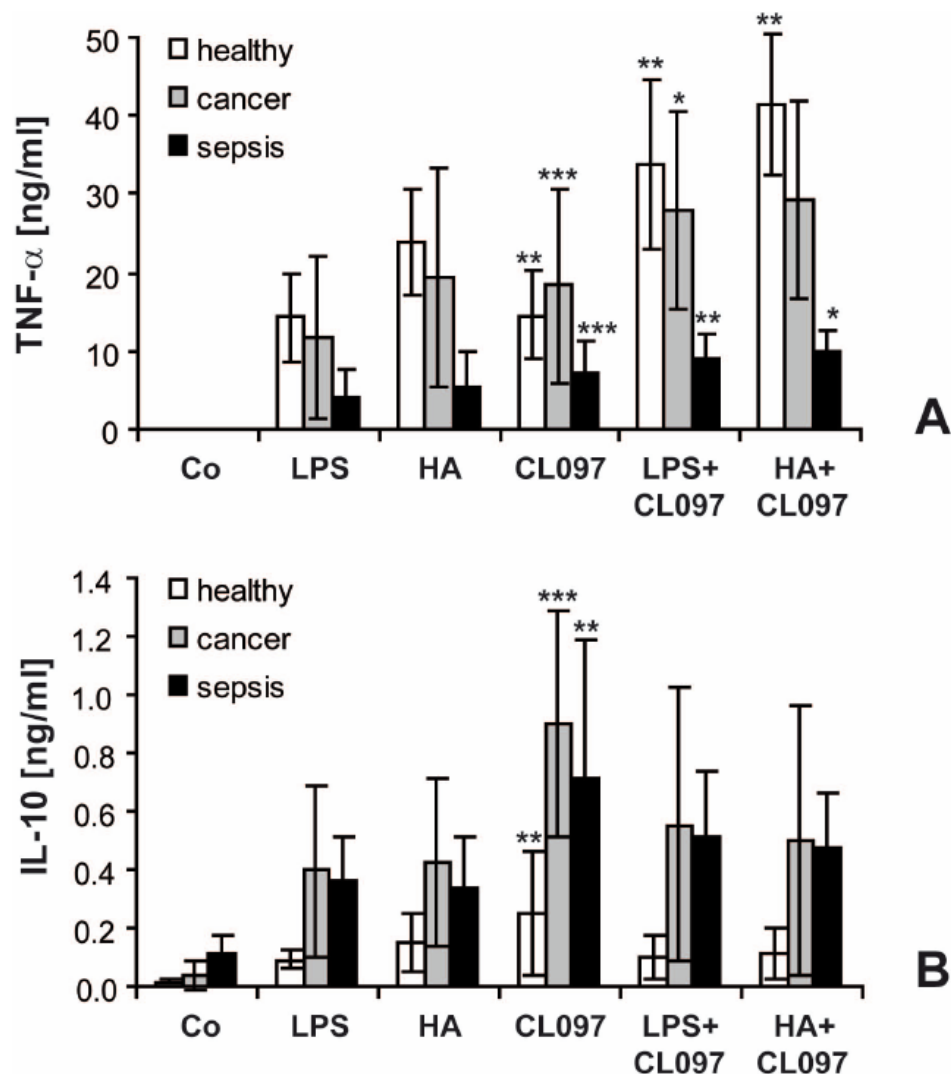 50
40
30
20
10
0
TNF-α [ng/ml]
healthy
cancer
sepsis
**
***
***
**
*
**
**
*
Co
LPS
HA
CL097
LPS+
CL097
HA+
CL097
A
1.4
1.2
1.0
0.8
0.6
0.4
0.2
0.0
IL-10 [ng/ml]
healthy
cancer
sepsis
**
***
**
Co
LPS
HA
CL097
LPS+
CL097
HA+
CL097
B